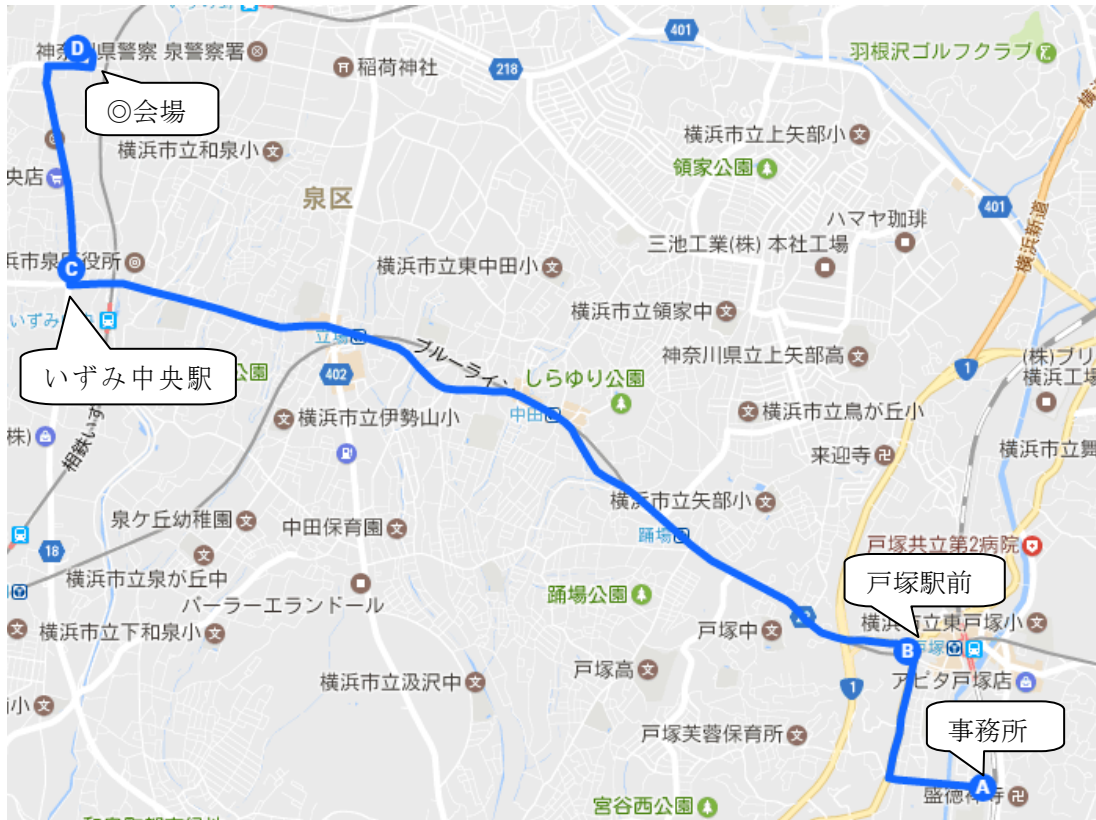 401
羽根沢ゴルフクラブ
D
神奈川県警察 泉警察署
稲荷神社
218
◎会場
横浜市立和泉小
横浜市立上矢部小
領家公園
横浜新道
央店
泉区
401
ハマヤ珈琲
三池工業(株) 本社工場
C
横浜市立東中田小
横浜市立領家中
立場
ブルーライン
1
いずみ中央駅
公園
402
神奈川県立上矢部高
(株)ブリ
横浜工場
しらゆり公園
中田
横浜市立伊勢山小
横浜市立鳥が丘小
株)
相鉄いず
来迎寺
横浜市立舞
横浜市立矢部小
泉ケ丘幼稚園
中田保育園
踊場
18
戸塚共立第2病院
横浜市立泉が丘中
パーラーエランドール
踊場公園
戸塚駅前
横浜市立下和泉小
戸塚中
横浜市立東戸塚小
B
戸塚
戸塚高
横浜市立汲沢中
1
アピタ戸塚店
南小
戸塚芙蓉保育所
事務所
A
宮谷西公園